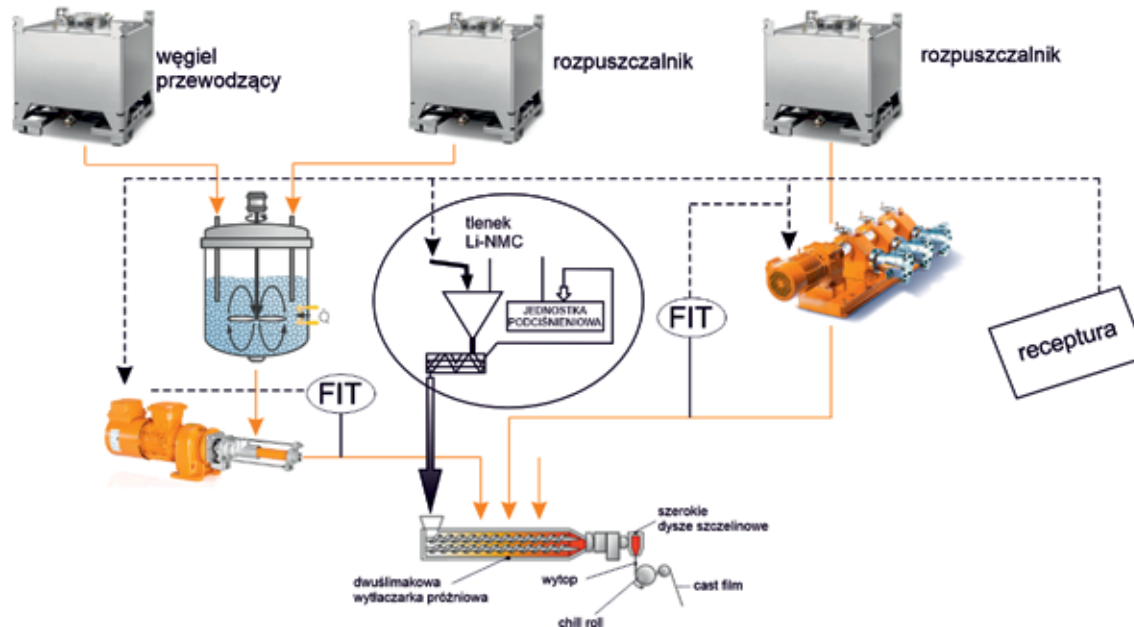 węgiel
przewodzący
rozpuszczalnik
rozpuszczalnik
tlenek
Li-NMC
JEDNOSTKA
PODCIŚNIENIOWA
Q
FIT
FIT
receptura
szerokie
dysze szczelinowe
dwuślimakowa
wytłaczarka próżniowa
wytop
cast film
chill roll